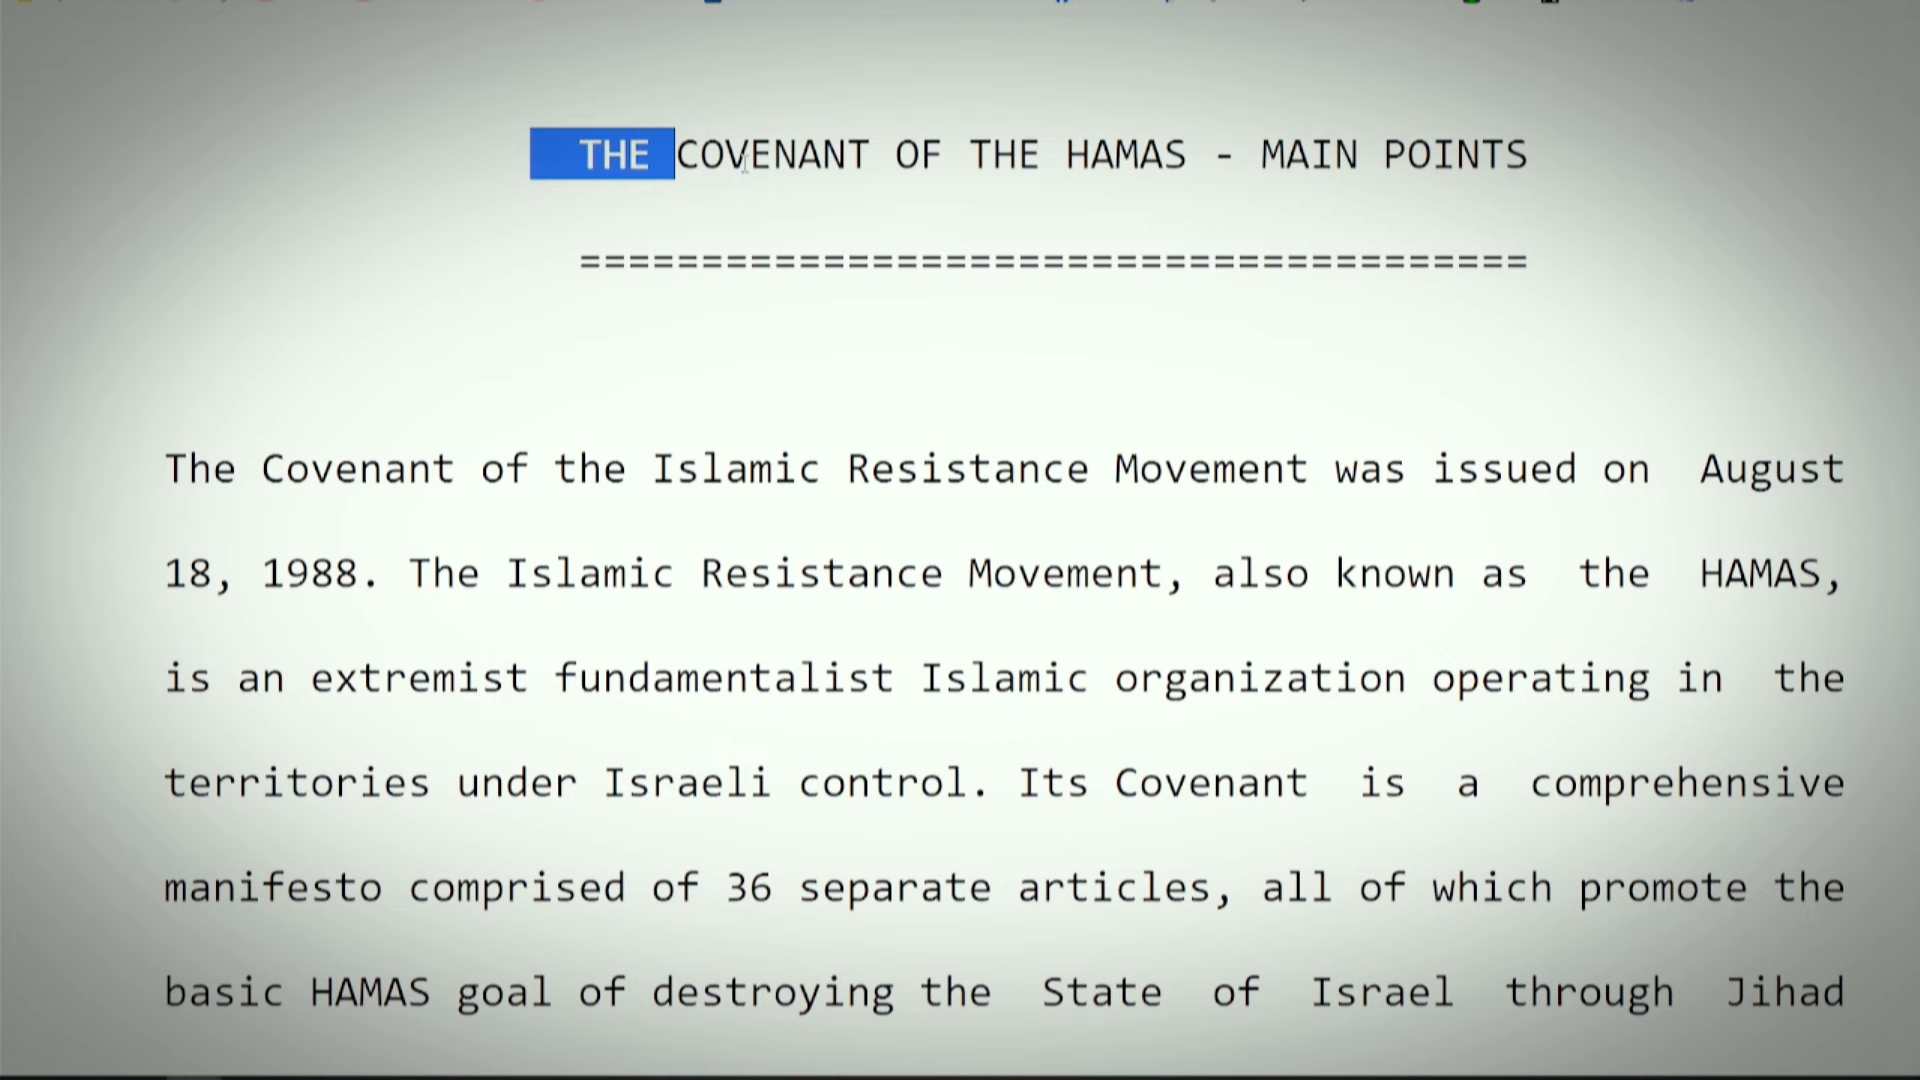 THE COVENANT OF THE HAMAS - MAIN POINTS
=======================================
The Covenant of the Islamic Resistance Movement was issued on August
18, 1988. The Islamic Resistance Movement, also known as the HAMAS,
is an extremist fundamentalist Islamic organization operating in the
territories under Israeli control. Its Covenant is a comprehensive
manifesto comprised of 36 separate articles, all of which promote the
basic HAMAS goal of destroying the State of Israel through Jihad